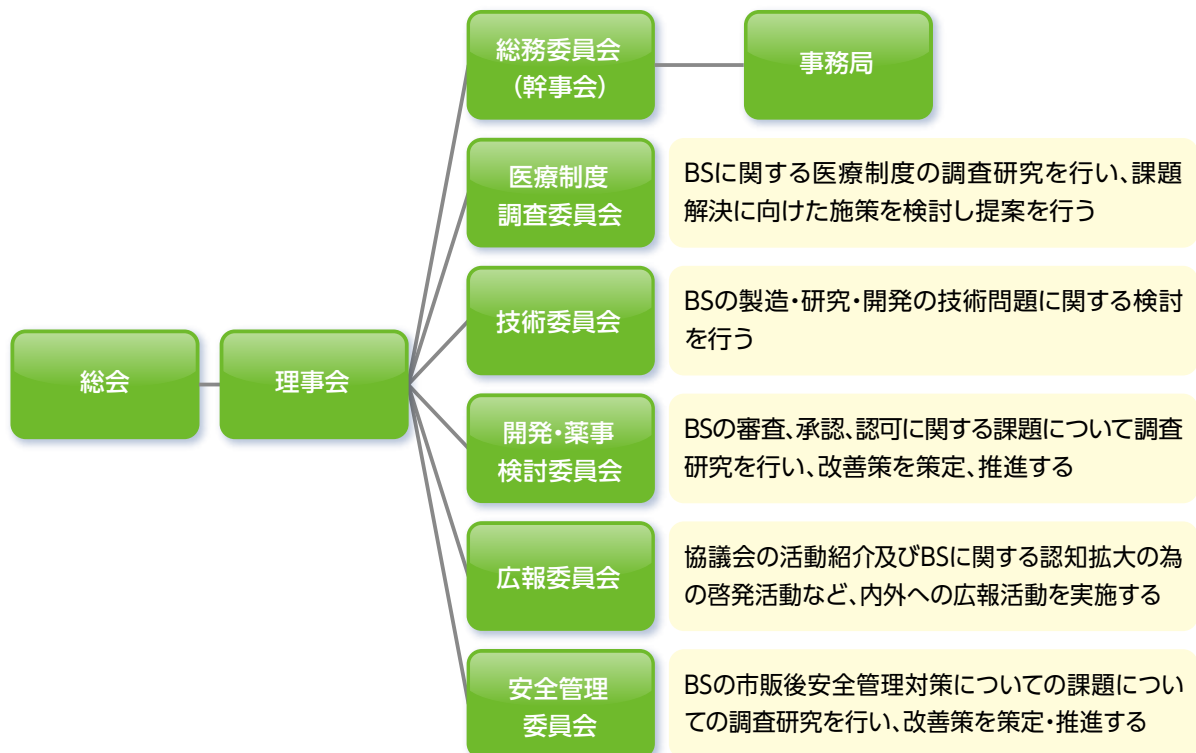 総務委員会
(幹事会)
事務局
医療制度
調査委員会
BSに関する医療制度の調査研究を行い、課題
解決に向けた施策を検討し提案を行う
技術委員会
BSの製造・研究・開発の技術問題に関する検討
を行う
総会
理事会
開発・薬事
検討委員会
BSの審査、承認、認可に関する課題について調査
研究を行い、改善策を策定、推進する
広報委員会
協議会の活動紹介及びBSに関する認知拡大の為
の啓発活動など、内外への広報活動を実施する
安全管理
委員会
BSの市販後安全管理対策についての課題につい
ての調査研究を行い、改善策を策定・推進する